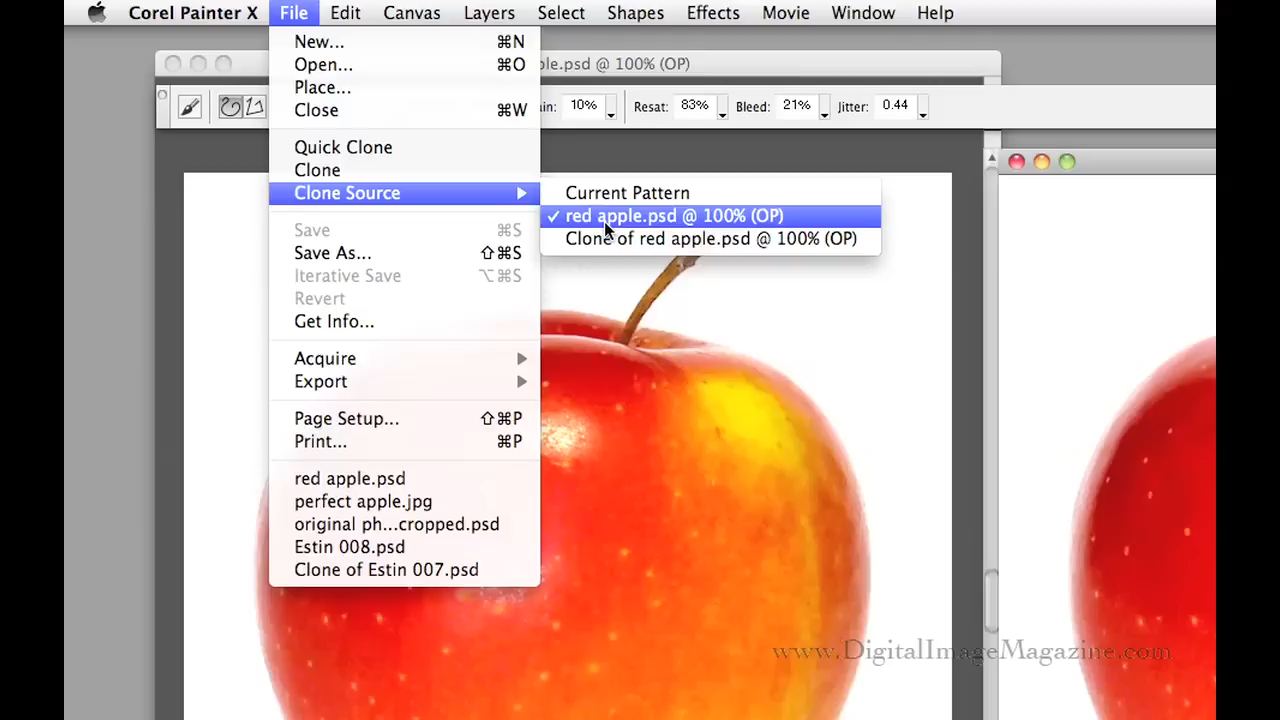 Corel Painter X File Edit Canvas Layers Select Shapes Effects Movie Window Help
New... ⌘N
Open... ⌘O
Place...
Close ⌘W
Quick Clone
Clone
Clone Source
Save ⌘S
Save As... ⇧⌘S
Iterative Save ⌥⌘S
Revert
Get Info...
Acquire
Export
Page Setup... ⇧⌘P
Print... ⌘P
red apple.psd
perfect apple.jpg
original ph...cropped.psd
Estin 008.psd
Clone of Estin 007.psd
Current Pattern
✓ red apple.psd @ 100% (OP)
Clone of red apple.psd @ 100% (OP)
ple.psd @ 100% (OP)
in: 10% Resat: 83% Bleed: 21% Jitter: 0.44
www.DigitalImageMagazine.com